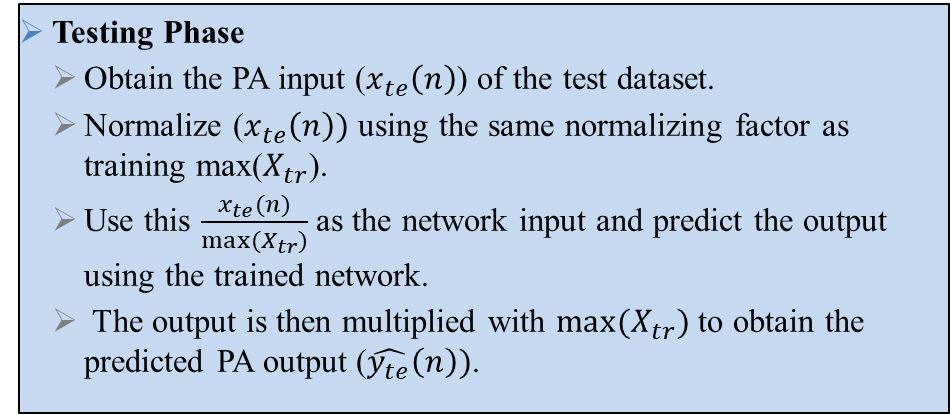 ➢ Testing Phase
➢ Obtain the PA input (x_{te}(n)) of the test dataset.
➢ Normalize (x_{te}(n)) using the same normalizing factor as
training max(X_{tr}).
➢ Use this \frac{x_{te}(n)}{\max(X_{tr})} as the network input and predict the output
using the trained network.
➢ The output is then multiplied with max(X_{tr}) to obtain the
predicted PA output (\widehat{y_{te}}(n)).